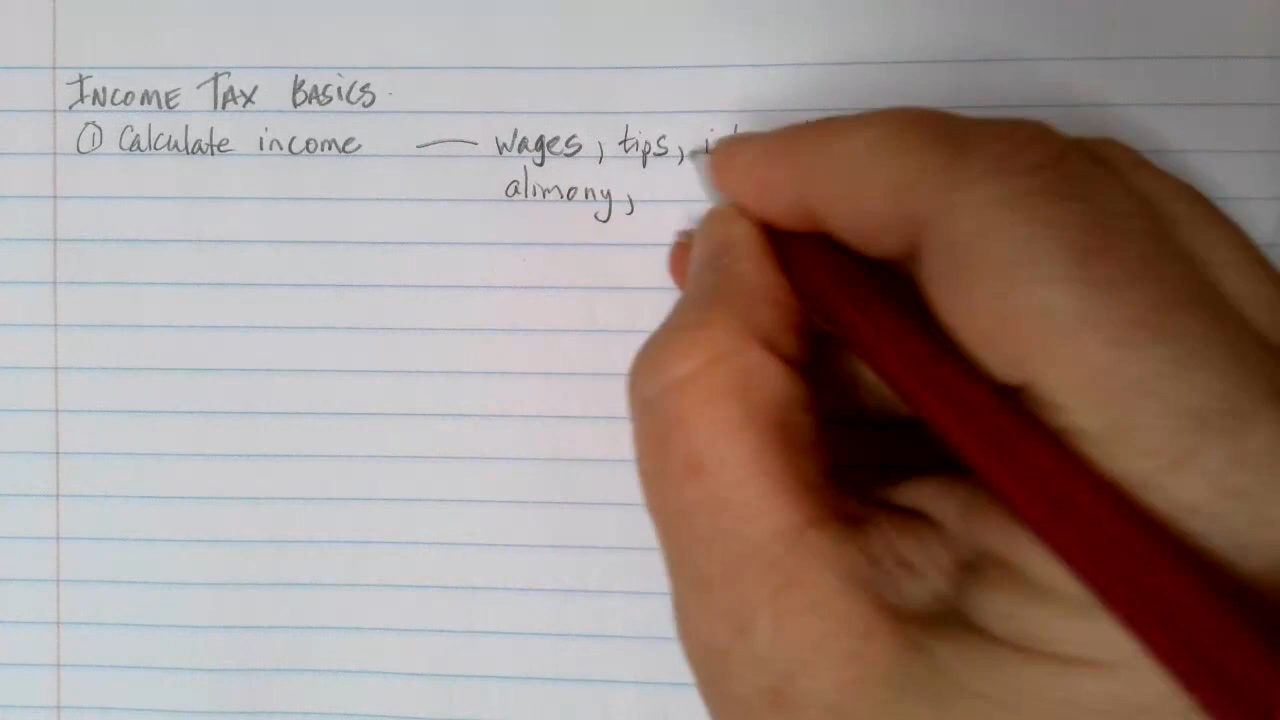 INCOME TAX BASICS
① Calculate income — wages, tips,
alimony,